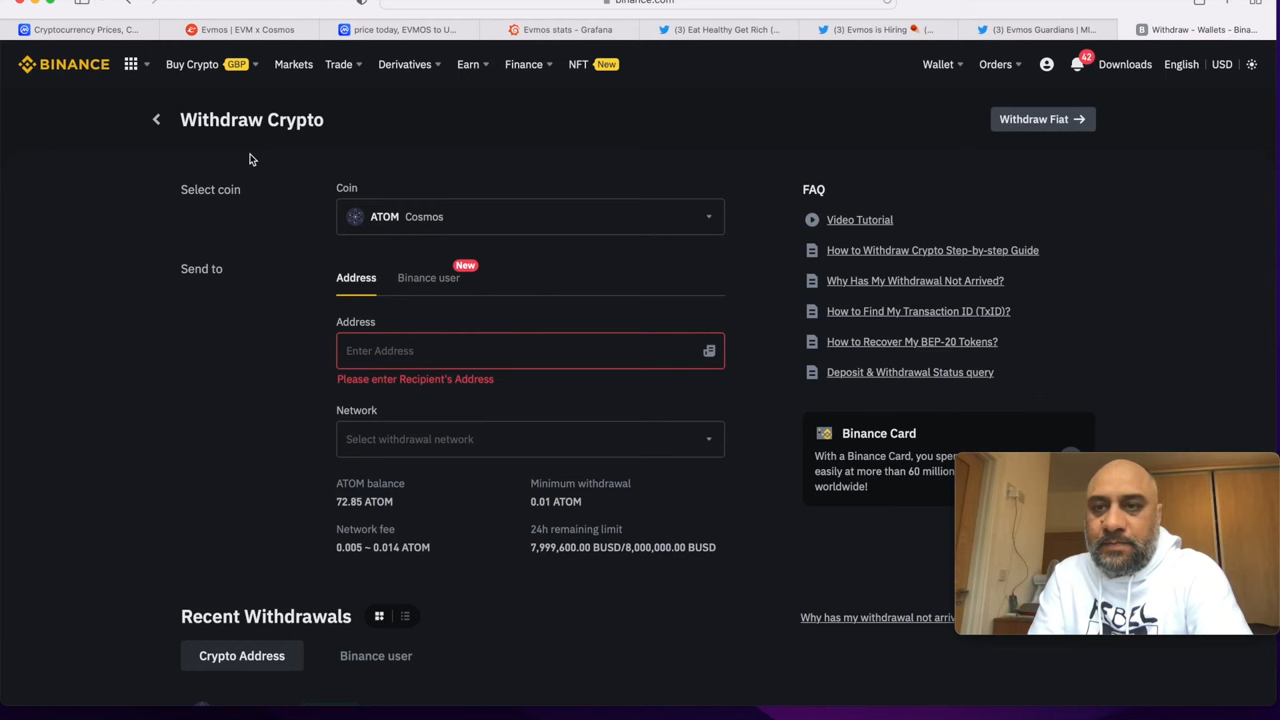 binance.com
Cryptocurrency Prices, C...
Evmos | EVM x Cosmos
price today, EVMOS to U...
Evmos stats - Grafana
(3) Eat Healthy Get Rich (...
(3) Evmos is Hiring (...
(3) Evmos Guardians | MI...
B Withdraw - Wallets - Bina...
BINANCE Buy Crypto GBP Markets Trade Derivatives Earn Finance NFT New Wallet Orders 42 Downloads English USD
Withdraw Crypto
Withdraw Fiat
Select coin
Coin
ATOM Cosmos
Send to
Address
Binance user
New
Address
Enter Address
Please enter Recipient's Address
Network
Select withdrawal network
ATOM balance
72.85 ATOM
Minimum withdrawal
0.01 ATOM
Network fee
0.005 ~ 0.014 ATOM
24h remaining limit
7,999,600.00 BUSD/8,000,000.00 BUSD
FAQ
Video Tutorial
How to Withdraw Crypto Step-by-step Guide
Why Has My Withdrawal Not Arrived?
How to Find My Transaction ID (TxID)?
How to Recover My BEP-20 Tokens?
Deposit & Withdrawal Status query
Binance Card
With a Binance Card, you spen
easily at more than 60 million
worldwide!
Recent Withdrawals
Why has my withdrawal not arriv
Crypto Address
Binance user
REBEL